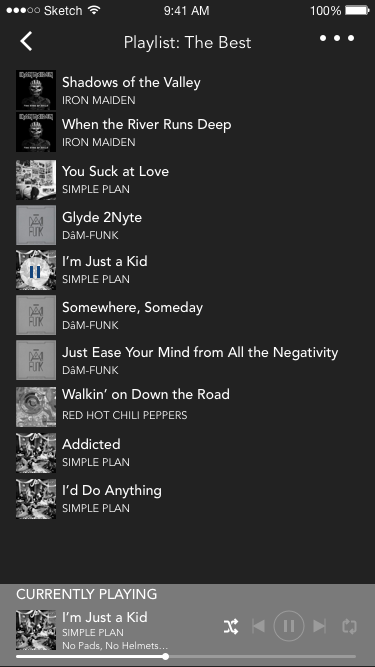 Sketch 9:41 AM 100%
Playlist: The Best
Shadows of the Valley
IRON MAIDEN
When the River Runs Deep
IRON MAIDEN
You Suck at Love
SIMPLE PLAN
Glyde 2Nyte
DâM-FUNK
I’m Just a Kid
SIMPLE PLAN
Somewhere, Someday
DâM-FUNK
Just Ease Your Mind from All the Negativity
DâM-FUNK
Walkin’ on Down the Road
RED HOT CHILI PEPPERS
Addicted
SIMPLE PLAN
I’d Do Anything
SIMPLE PLAN
CURRENTLY PLAYING
I’m Just a Kid
SIMPLE PLAN
No Pads, No Helmets...